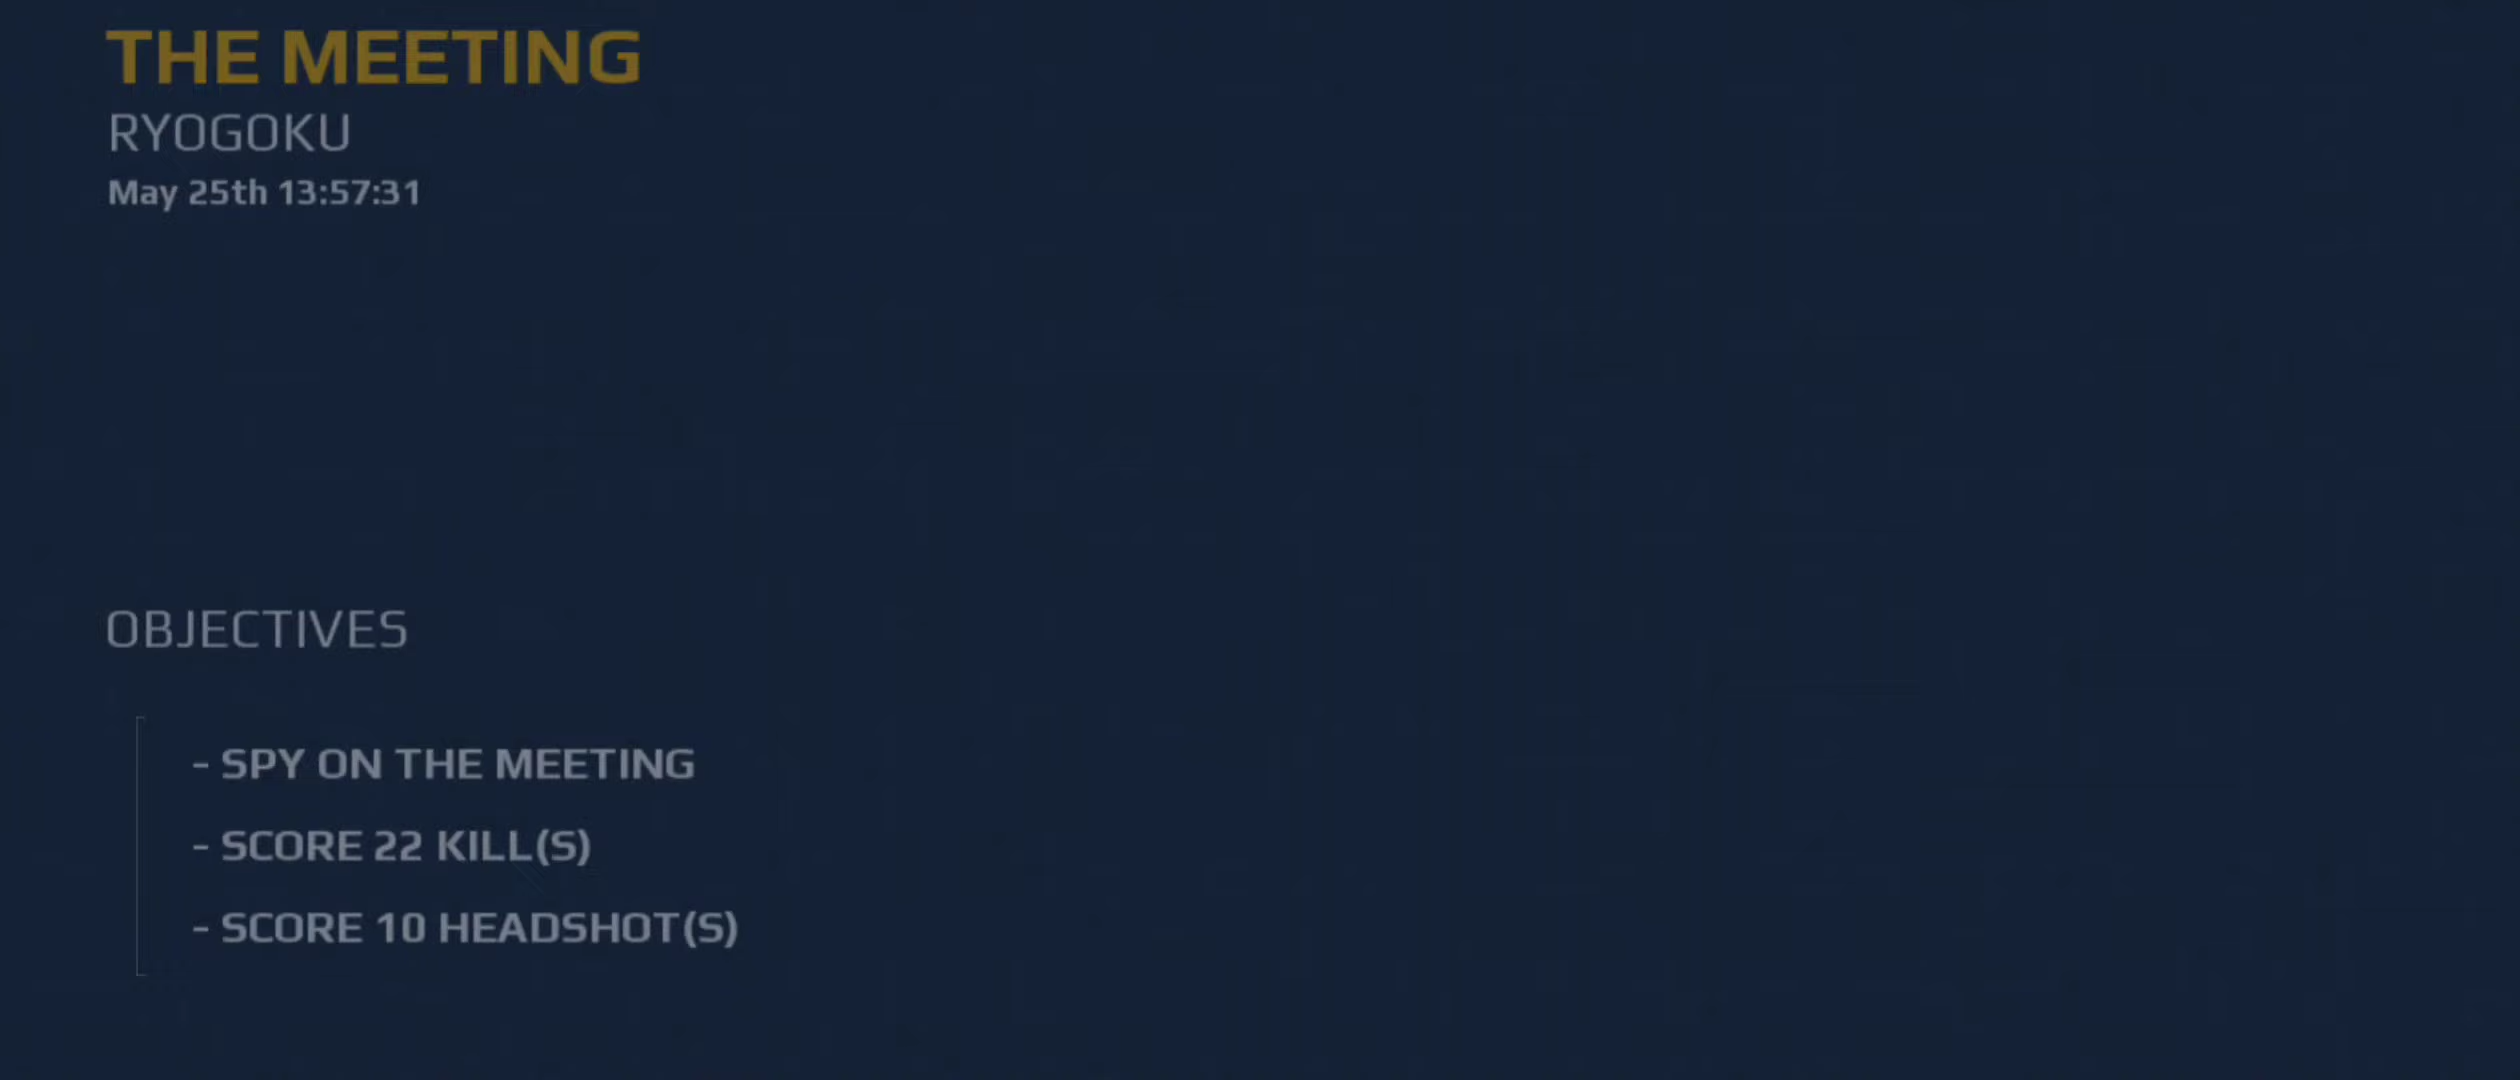 THE MEETING
RYOGOKU
May 25th 13:57:31
OBJECTIVES
- SPY ON THE MEETING
- SCORE 22 KILL(S)
- SCORE 10 HEADSHOT(S)